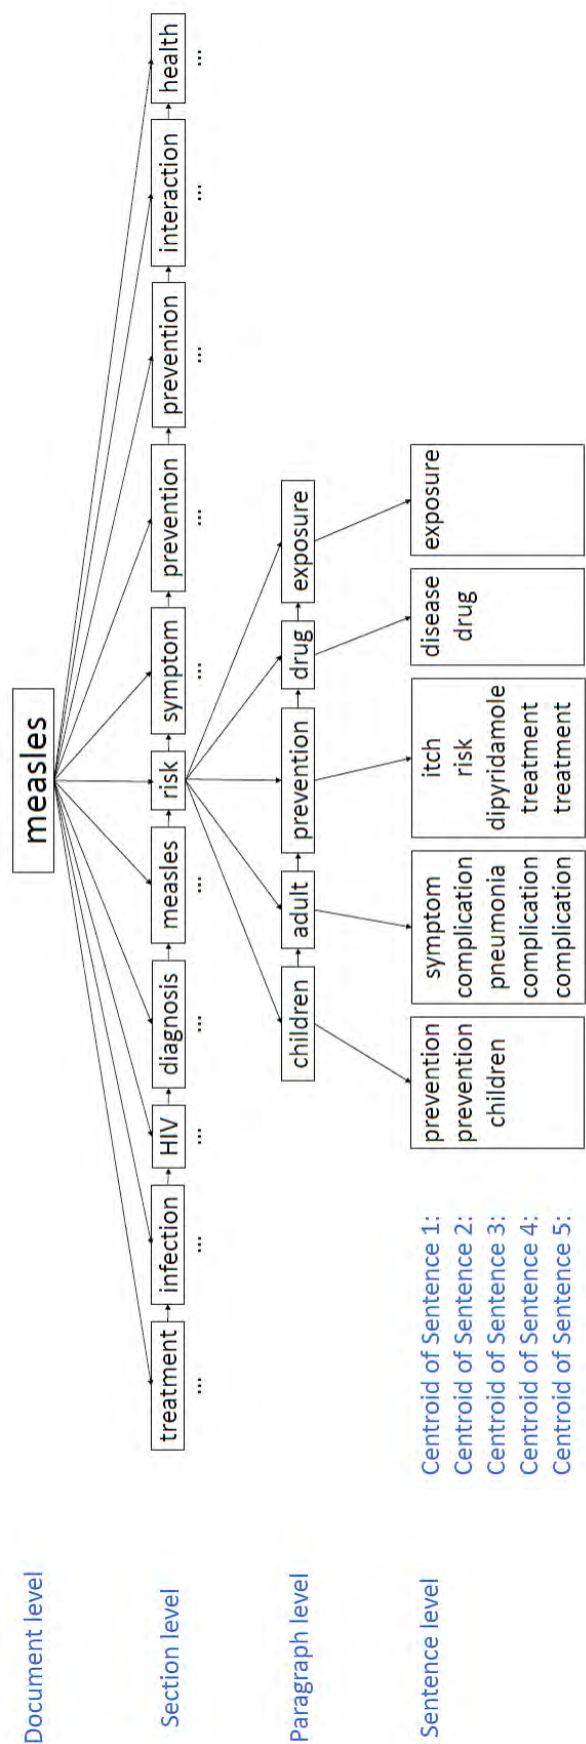 Document level
measles
Section level
treatment
infection
HIV
diagnosis
measles
risk
symptom
prevention
prevention
interaction
health
...
...
...
...
...
...
...
...
...
...
Paragraph level
children
adult
prevention
drug
exposure
Sentence level
Centroid of Sentence 1:
Centroid of Sentence 2:
Centroid of Sentence 3:
Centroid of Sentence 4:
Centroid of Sentence 5:
prevention
prevention
children
symptom
complication
pneumonia
complication
complication
itch
risk
dipyridamole
treatment
treatment
disease
drug
exposure